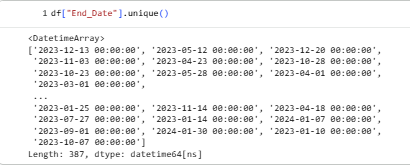 1 df["End_Date"].unique()
<DatetimeArray>
['2023-12-13 00:00:00', '2023-05-12 00:00:00', '2023-12-20 00:00:00',
'2023-11-03 00:00:00', '2023-04-23 00:00:00', '2023-10-28 00:00:00',
'2023-10-23 00:00:00', '2023-05-28 00:00:00', '2023-04-01 00:00:00',
'2023-03-01 00:00:00',
...
'2023-01-25 00:00:00', '2023-11-14 00:00:00', '2023-04-18 00:00:00',
'2023-07-27 00:00:00', '2023-01-14 00:00:00', '2024-01-07 00:00:00',
'2023-09-01 00:00:00', '2024-01-30 00:00:00', '2023-01-10 00:00:00',
'2023-10-07 00:00:00']
Length: 387, dtype: datetime64[ns]